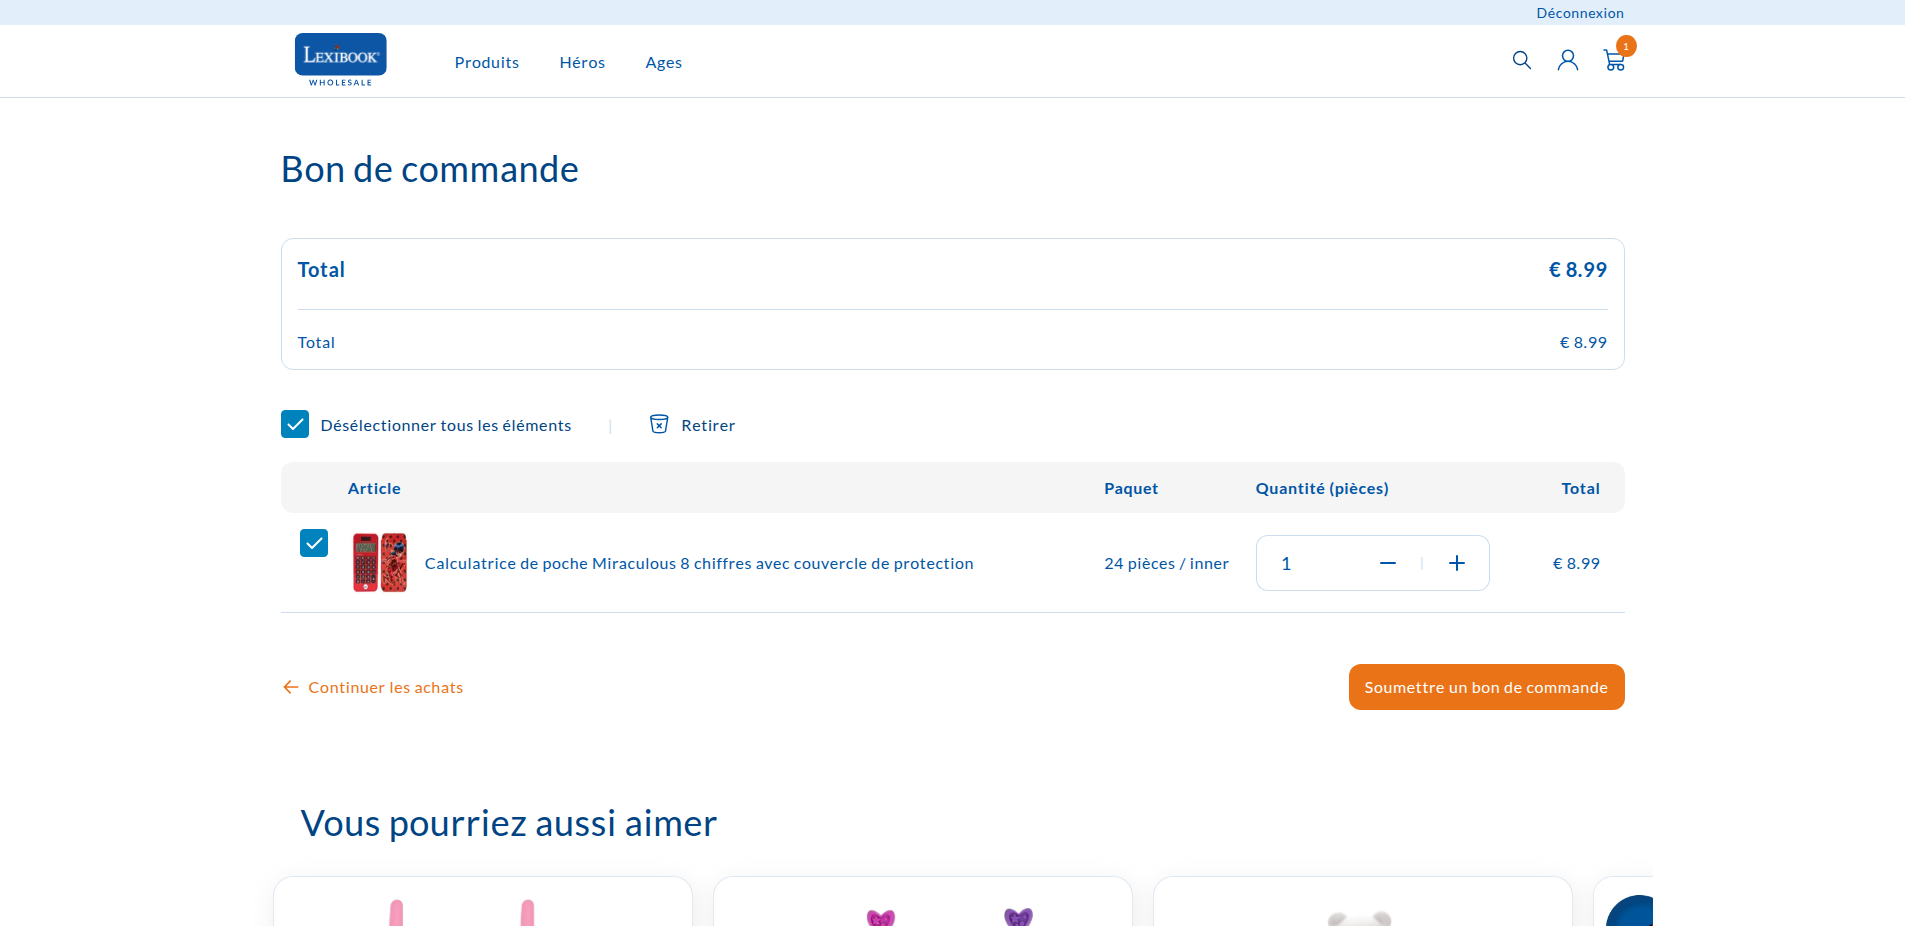 Déconnexion
LEXIBOOK
WHOLESALE
Produits
Héros
Ages
1
Bon de commande
Total
€ 8.99
Total
€ 8.99
Désélectionner tous les éléments
Retirer
Article
Paquet
Quantité (pièces)
Total
Calculatrice de poche Miraculous 8 chiffres avec couvercle de protection
24 pièces / inner
1
€ 8.99
Continuer les achats
Soumettre un bon de commande
Vous pourriez aussi aimer